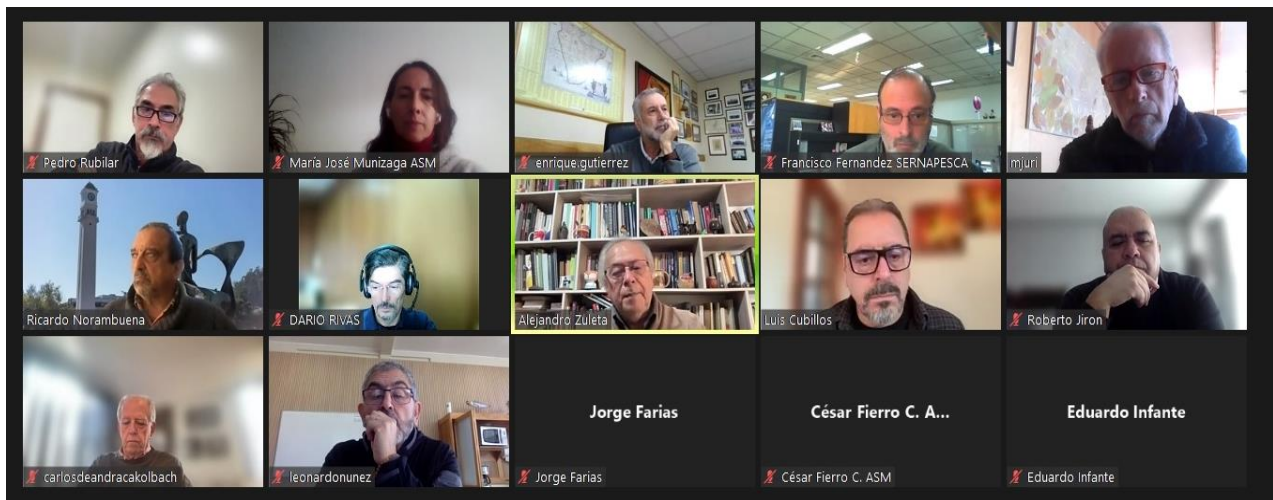 Pedro Rubilar
María José Munizaga ASM
enrique.gutierrez
Francisco Fernandez SERNAPESCA
mjuri
Ricardo Norambuena
DARIO RIVAS
Alejandro Zuleta
Luis Cubillos
Roberto Jiron
carlosdeandracakolbach
leonardonunez
Jorge Farias
Jorge Farias
César Fierro C. A...
César Fierro C. ASM
Eduardo Infante
Eduardo Infante